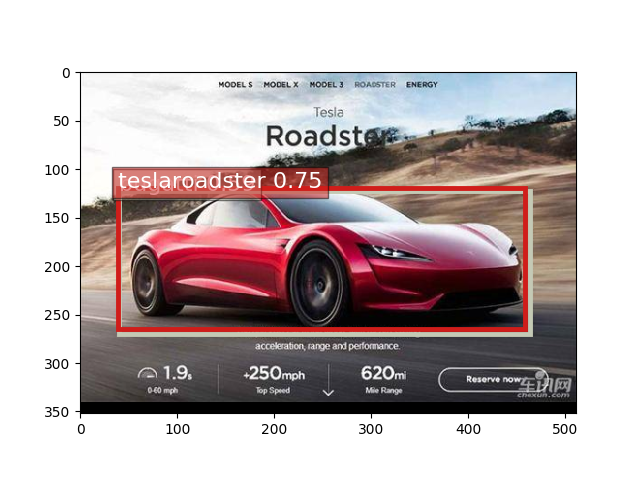 MODEL S MODEL X MODEL 3 ROADSTER ENERGY
Tesla
Roadster
teslaroadster 0.75
acceleration, range and performance.
1.9s +250mph 620mi
0-60 mph Top Speed Mile Range
Reserve now
车讯网
chexun.com
0
50
100
150
200
250
300
350
0 100 200 300 400 500